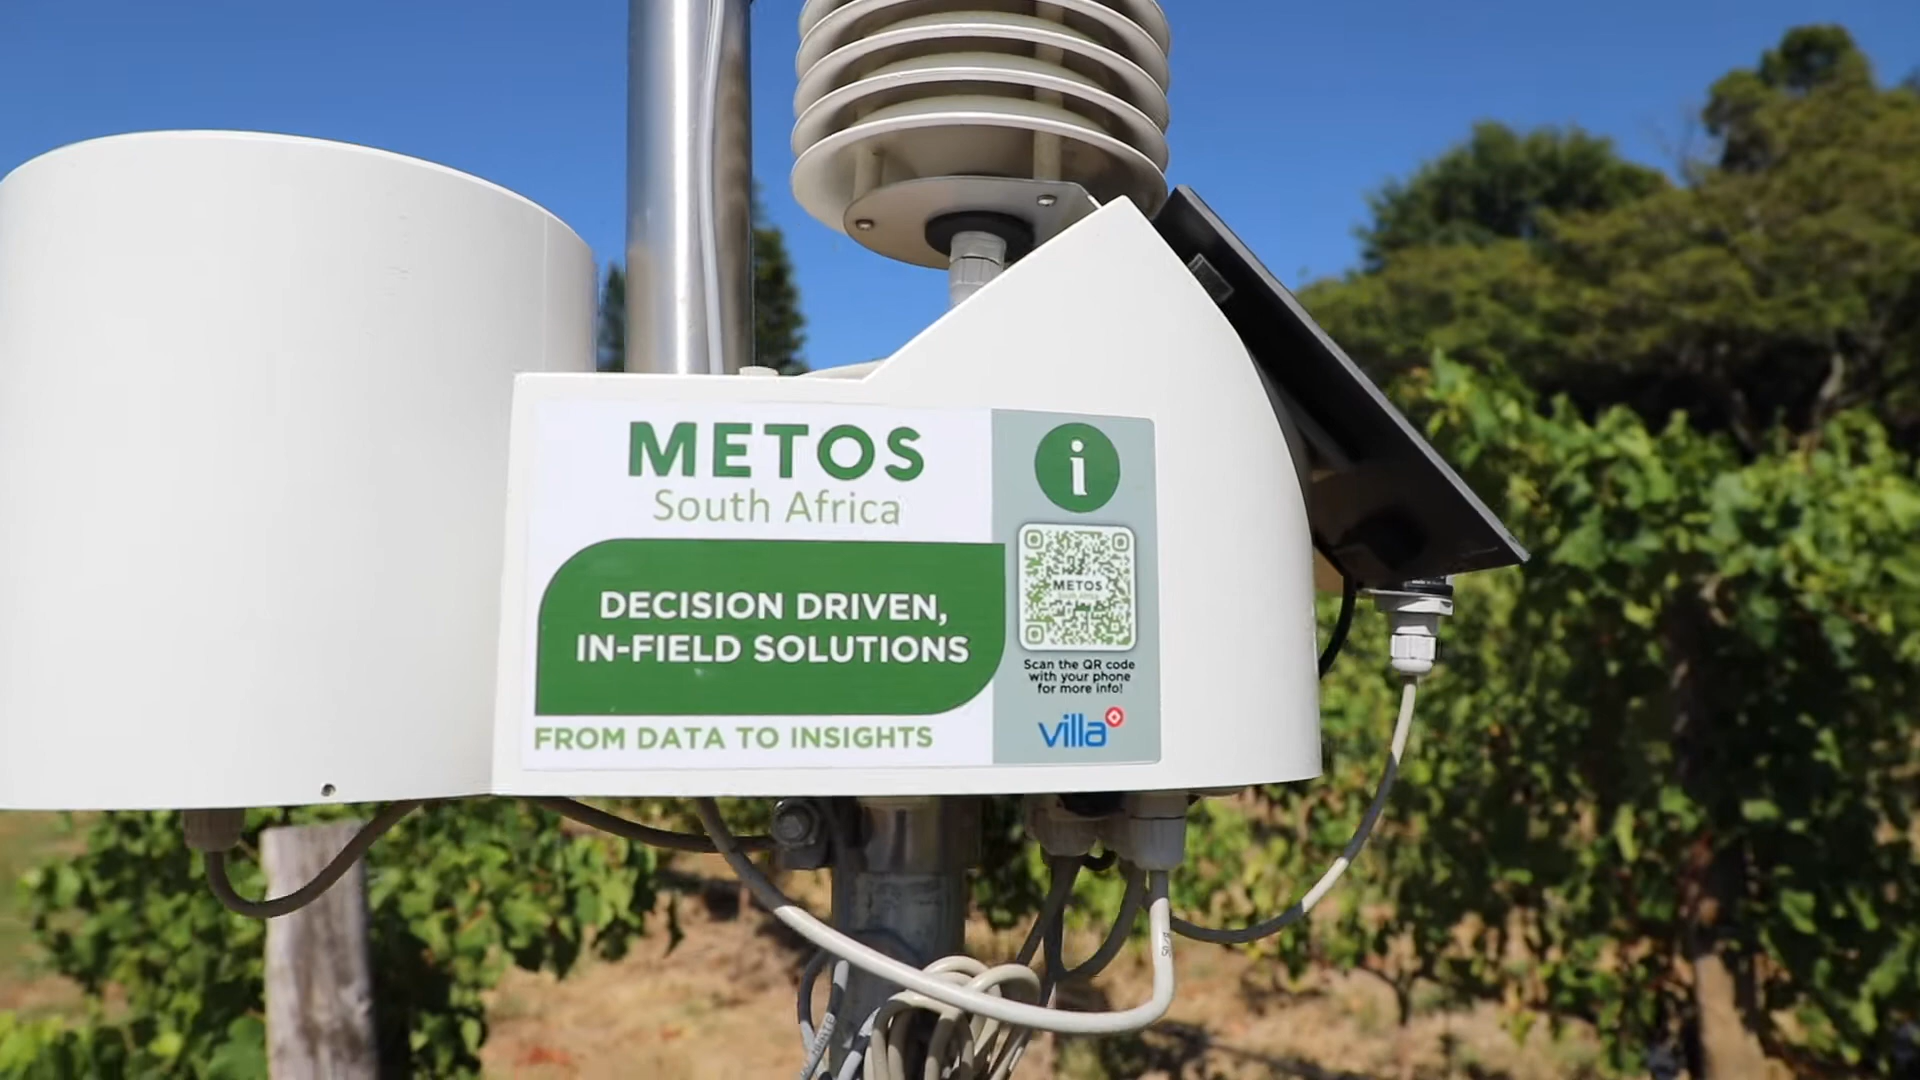 METOS
South Africa
DECISION DRIVEN,
IN-FIELD SOLUTIONS
FROM DATA TO INSIGHTS
i
METOS
Scan the QR code
with your phone
for more info!
villa